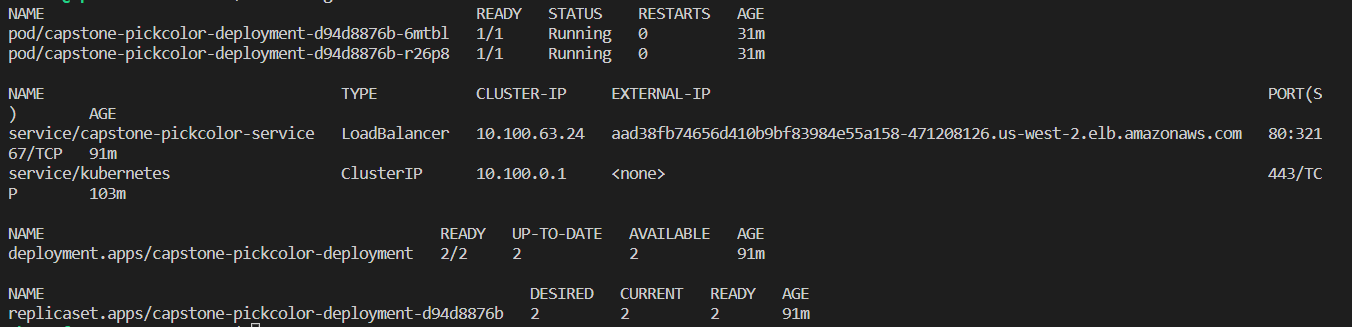 NAME                                          READY   STATUS    RESTARTS   AGE
pod/capstone-pickcolor-deployment-d94d8876b-6mtbl   1/1     Running   0          31m
pod/capstone-pickcolor-deployment-d94d8876b-r26p8   1/1     Running   0          31m
NAME                                 TYPE           CLUSTER-IP     EXTERNAL-IP                                                              PORT(S
)        AGE
service/capstone-pickcolor-service   LoadBalancer   10.100.63.24   aad38fb74656d410b9bf83984e55a158-471208126.us-west-2.elb.amazonaws.com   80:321
67/TCP   91m
service/kubernetes                   ClusterIP      10.100.0.1     <none>                                                                   443/TC
P        103m
NAME                                            READY   UP-TO-DATE   AVAILABLE   AGE
deployment.apps/capstone-pickcolor-deployment   2/2     2            2           91m
NAME                                                      DESIRED   CURRENT   READY   AGE
replicaset.apps/capstone-pickcolor-deployment-d94d8876b   2         2         2       91m